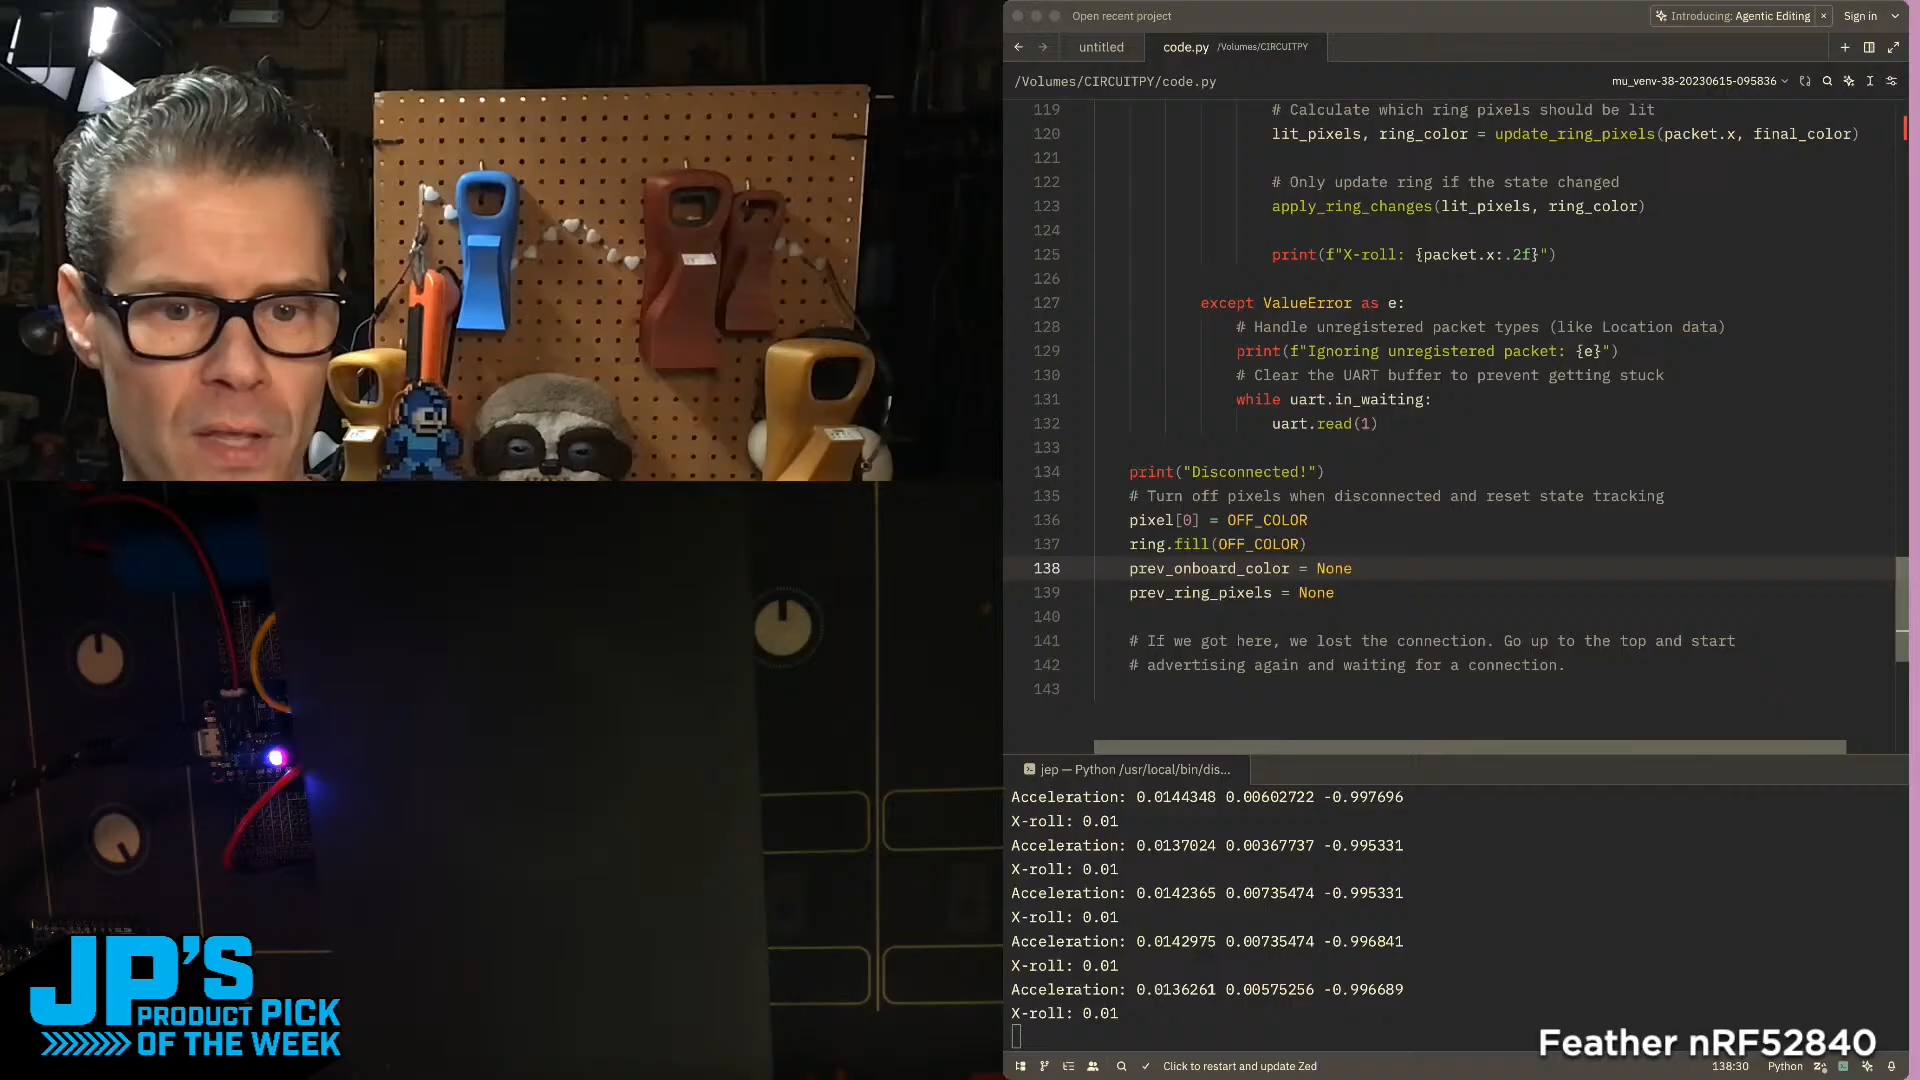 Open recent project
Introducing: Agentic Editing
Sign in
untitled
code.py /Volumes/CIRCUITPY
/Volumes/CIRCUITPY/code.py
mu_venv-38-20230615-095836
119 # Calculate which ring pixels should be lit
120 lit_pixels, ring_color = update_ring_pixels(packet.x, final_color)
121
122 # Only update ring if the state changed
123 apply_ring_changes(lit_pixels, ring_color)
124
125 print(f"X-roll: {packet.x:.2f}")
126
127 except ValueError as e:
128 # Handle unregistered packet types (like Location data)
129 print(f"Ignoring unregistered packet: {e}")
130 # Clear the UART buffer to prevent getting stuck
131 while uart.in_waiting:
132 uart.read(1)
133
134 print("Disconnected!")
135 # Turn off pixels when disconnected and reset state tracking
136 pixel[0] = OFF_COLOR
137 ring.fill(OFF_COLOR)
138 prev_onboard_color = None
139 prev_ring_pixels = None
140
141 # If we got here, we lost the connection. Go up to the top and start
142 # advertising again and waiting for a connection.
143
jep — Python /usr/local/bin/dis...
Acceleration: 0.0144348 0.00602722 -0.997696
X-roll: 0.01
Acceleration: 0.0137024 0.00367737 -0.995331
X-roll: 0.01
Acceleration: 0.0142365 0.00735474 -0.995331
X-roll: 0.01
Acceleration: 0.0142975 0.00735474 -0.996841
X-roll: 0.01
Acceleration: 0.0136261 0.00575256 -0.996689
X-roll: 0.01
Click to restart and update Zed
138:30
Python
JP'S
PRODUCT PICK
OF THE WEEK
Feather nRF52840